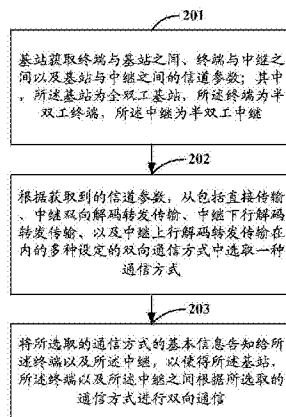 201
基站获取终端与基站之间、终端与中继之
间以及基站与中继之间的信道参数；其中
，所述基站为全双工基站，所述终端为半
双工终端，所述中继为半双工中继
202
根据获取到的信道参数，从包括直接传输
、中继双向解码转发传输、中继下行解码
转发传输、以及中继上行解码转发传输在
内的多种设定的双向通信方式中选取一种
通信方式
203
将所选取的通信方式的基本信息告知给所
述终端以及所述中继，以使得所述基站，
所述终端以及所述中继之间根据所选取的
通信方式进行双向通信